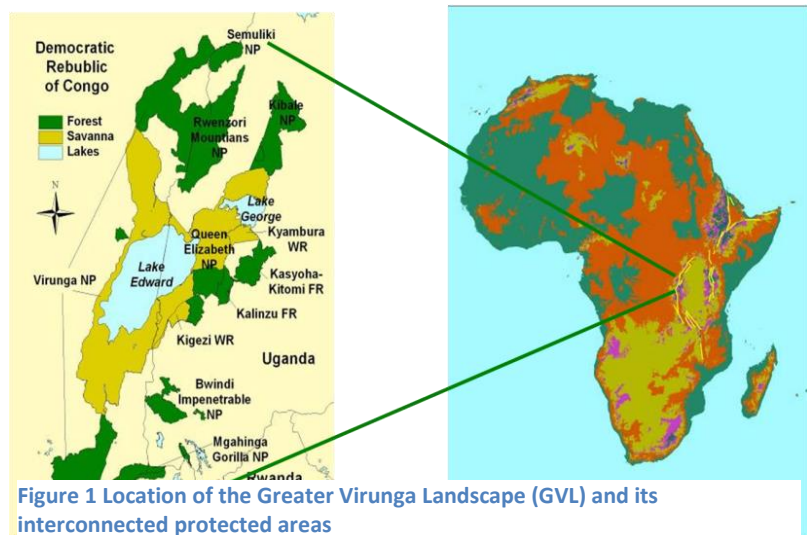 Semuliki
NP
Democratic
Rebublic
of Congo
Forest
Savanna
Lakes
Rwenzori
Mountians
NP
Kibale
NP
N
Lake
George
Queen
Elizabeth
NP
Kyambura
WR
Lake
Edward
Virunga NP
Kasyoha-
Kitomi FR
Kalinzu FR
Kigezi WR
Uganda
Bwindi
Impenetrable
NP
Mgahinga
Gorilla NP
Rwanda
Figure 1 Location of the Greater Virunga Landscape (GVL) and its
interconnected protected areas